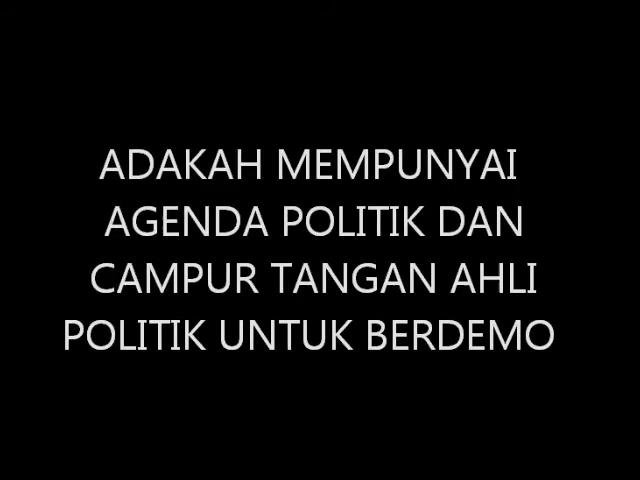 ADAKAH MEMPUNYAI
AGENDA POLITIK DAN
CAMPUR TANGAN AHLI
POLITIK UNTUK BERDEMO